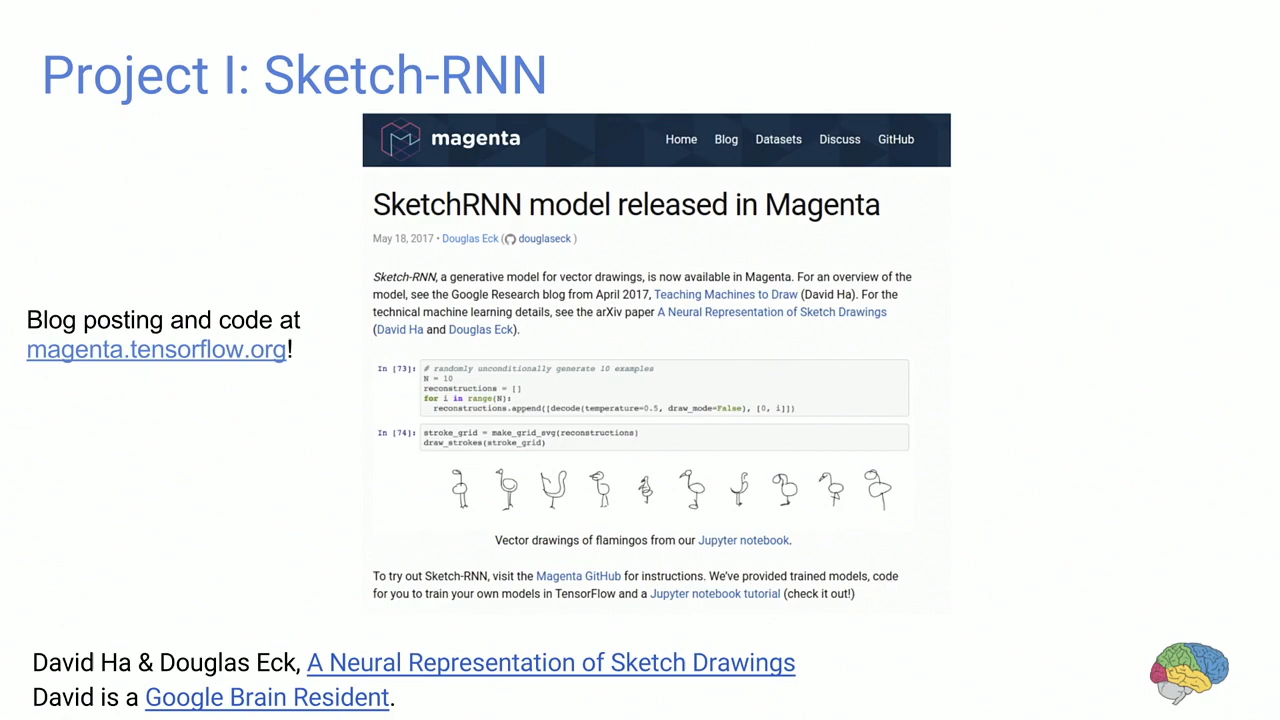 Project I: Sketch-RNN
magenta
Home Blog Datasets Discuss GitHub
SketchRNN model released in Magenta
May 18, 2017 • Douglas Eck ( douglaseck )
Sketch-RNN, a generative model for vector drawings, is now available in Magenta. For an overview of the
model, see the Google Research blog from April 2017, Teaching Machines to Draw (David Ha). For the
technical machine learning details, see the arXiv paper A Neural Representation of Sketch Drawings
(David Ha and Douglas Eck).
Blog posting and code at
magenta.tensorflow.org!
In [73]: # randomly unconditionally generate 10 examples
N = 10
reconstructions = []
for i in range(N):
reconstructions.append([decode(temperature=0.5, draw_mode=False), [0, i]])
In [74]: stroke_grid = make_grid_svg(reconstructions)
draw_strokes(stroke_grid)
Vector drawings of flamingos from our Jupyter notebook.
To try out Sketch-RNN, visit the Magenta GitHub for instructions. We've provided trained models, code
for you to train your own models in TensorFlow and a Jupyter notebook tutorial (check it out!)
David Ha & Douglas Eck, A Neural Representation of Sketch Drawings
David is a Google Brain Resident.